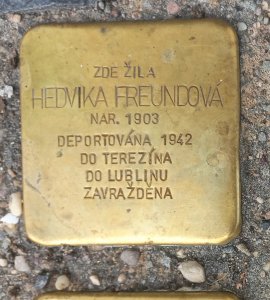 ZDE ŽILA
HEDVIKA FREUNDOVÁ
NAR. 1903
DEPORTOVÁNA 1942
DO TEREZÍNA
DO LUBLINU
ZAVRAŽDĚNA